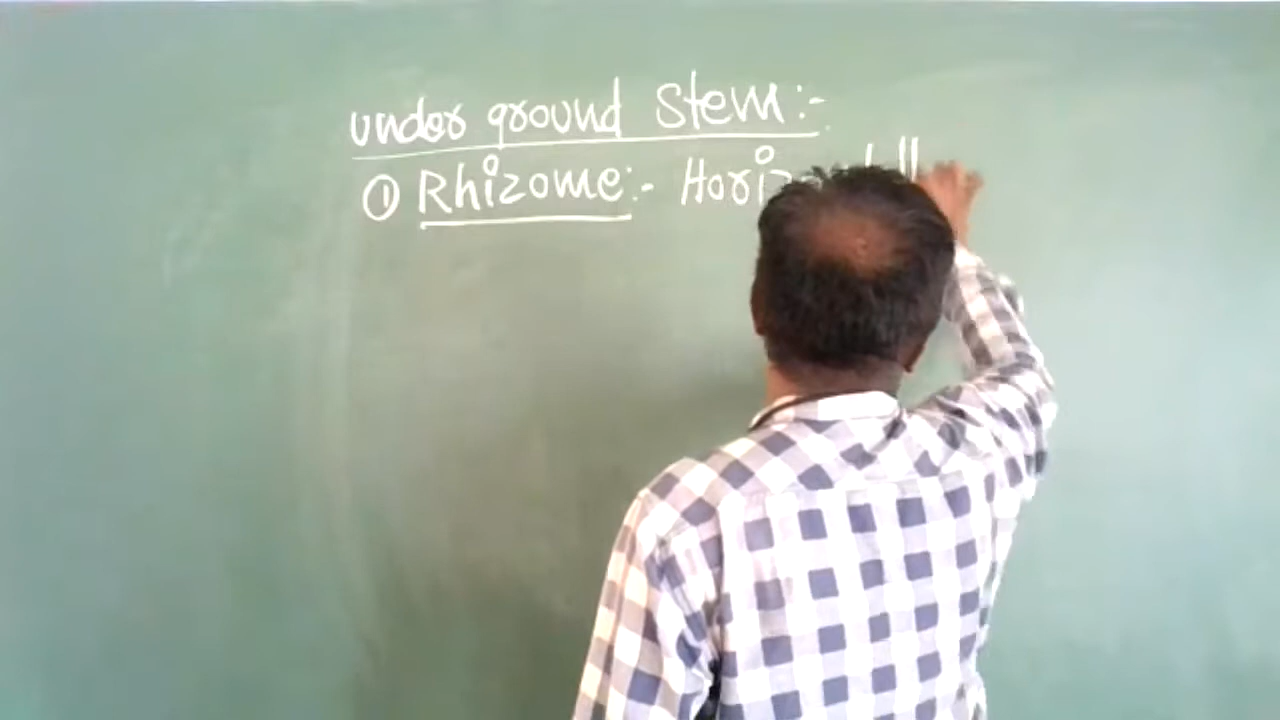 under ground Stem:-
① Rhizome:-